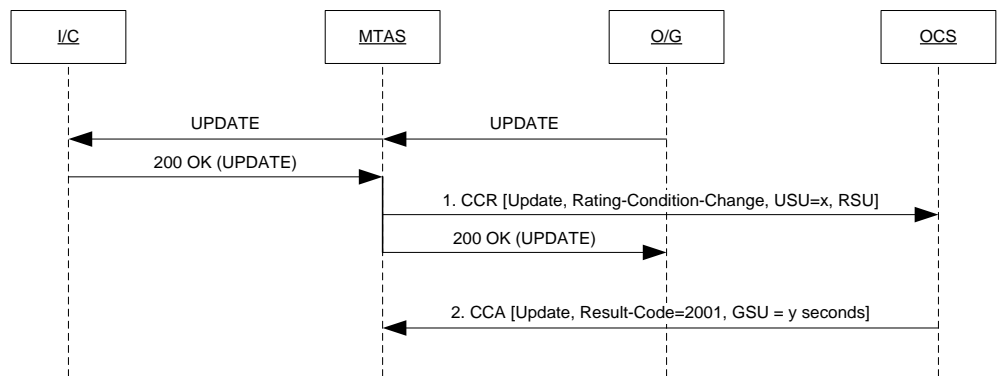 I/C
MTAS
O/G
OCS
UPDATE
UPDATE
200 OK (UPDATE)
1. CCR [Update, Rating-Condition-Change, USU=x, RSU]
200 OK (UPDATE)
2. CCA [Update, Result-Code=2001, GSU = y seconds]